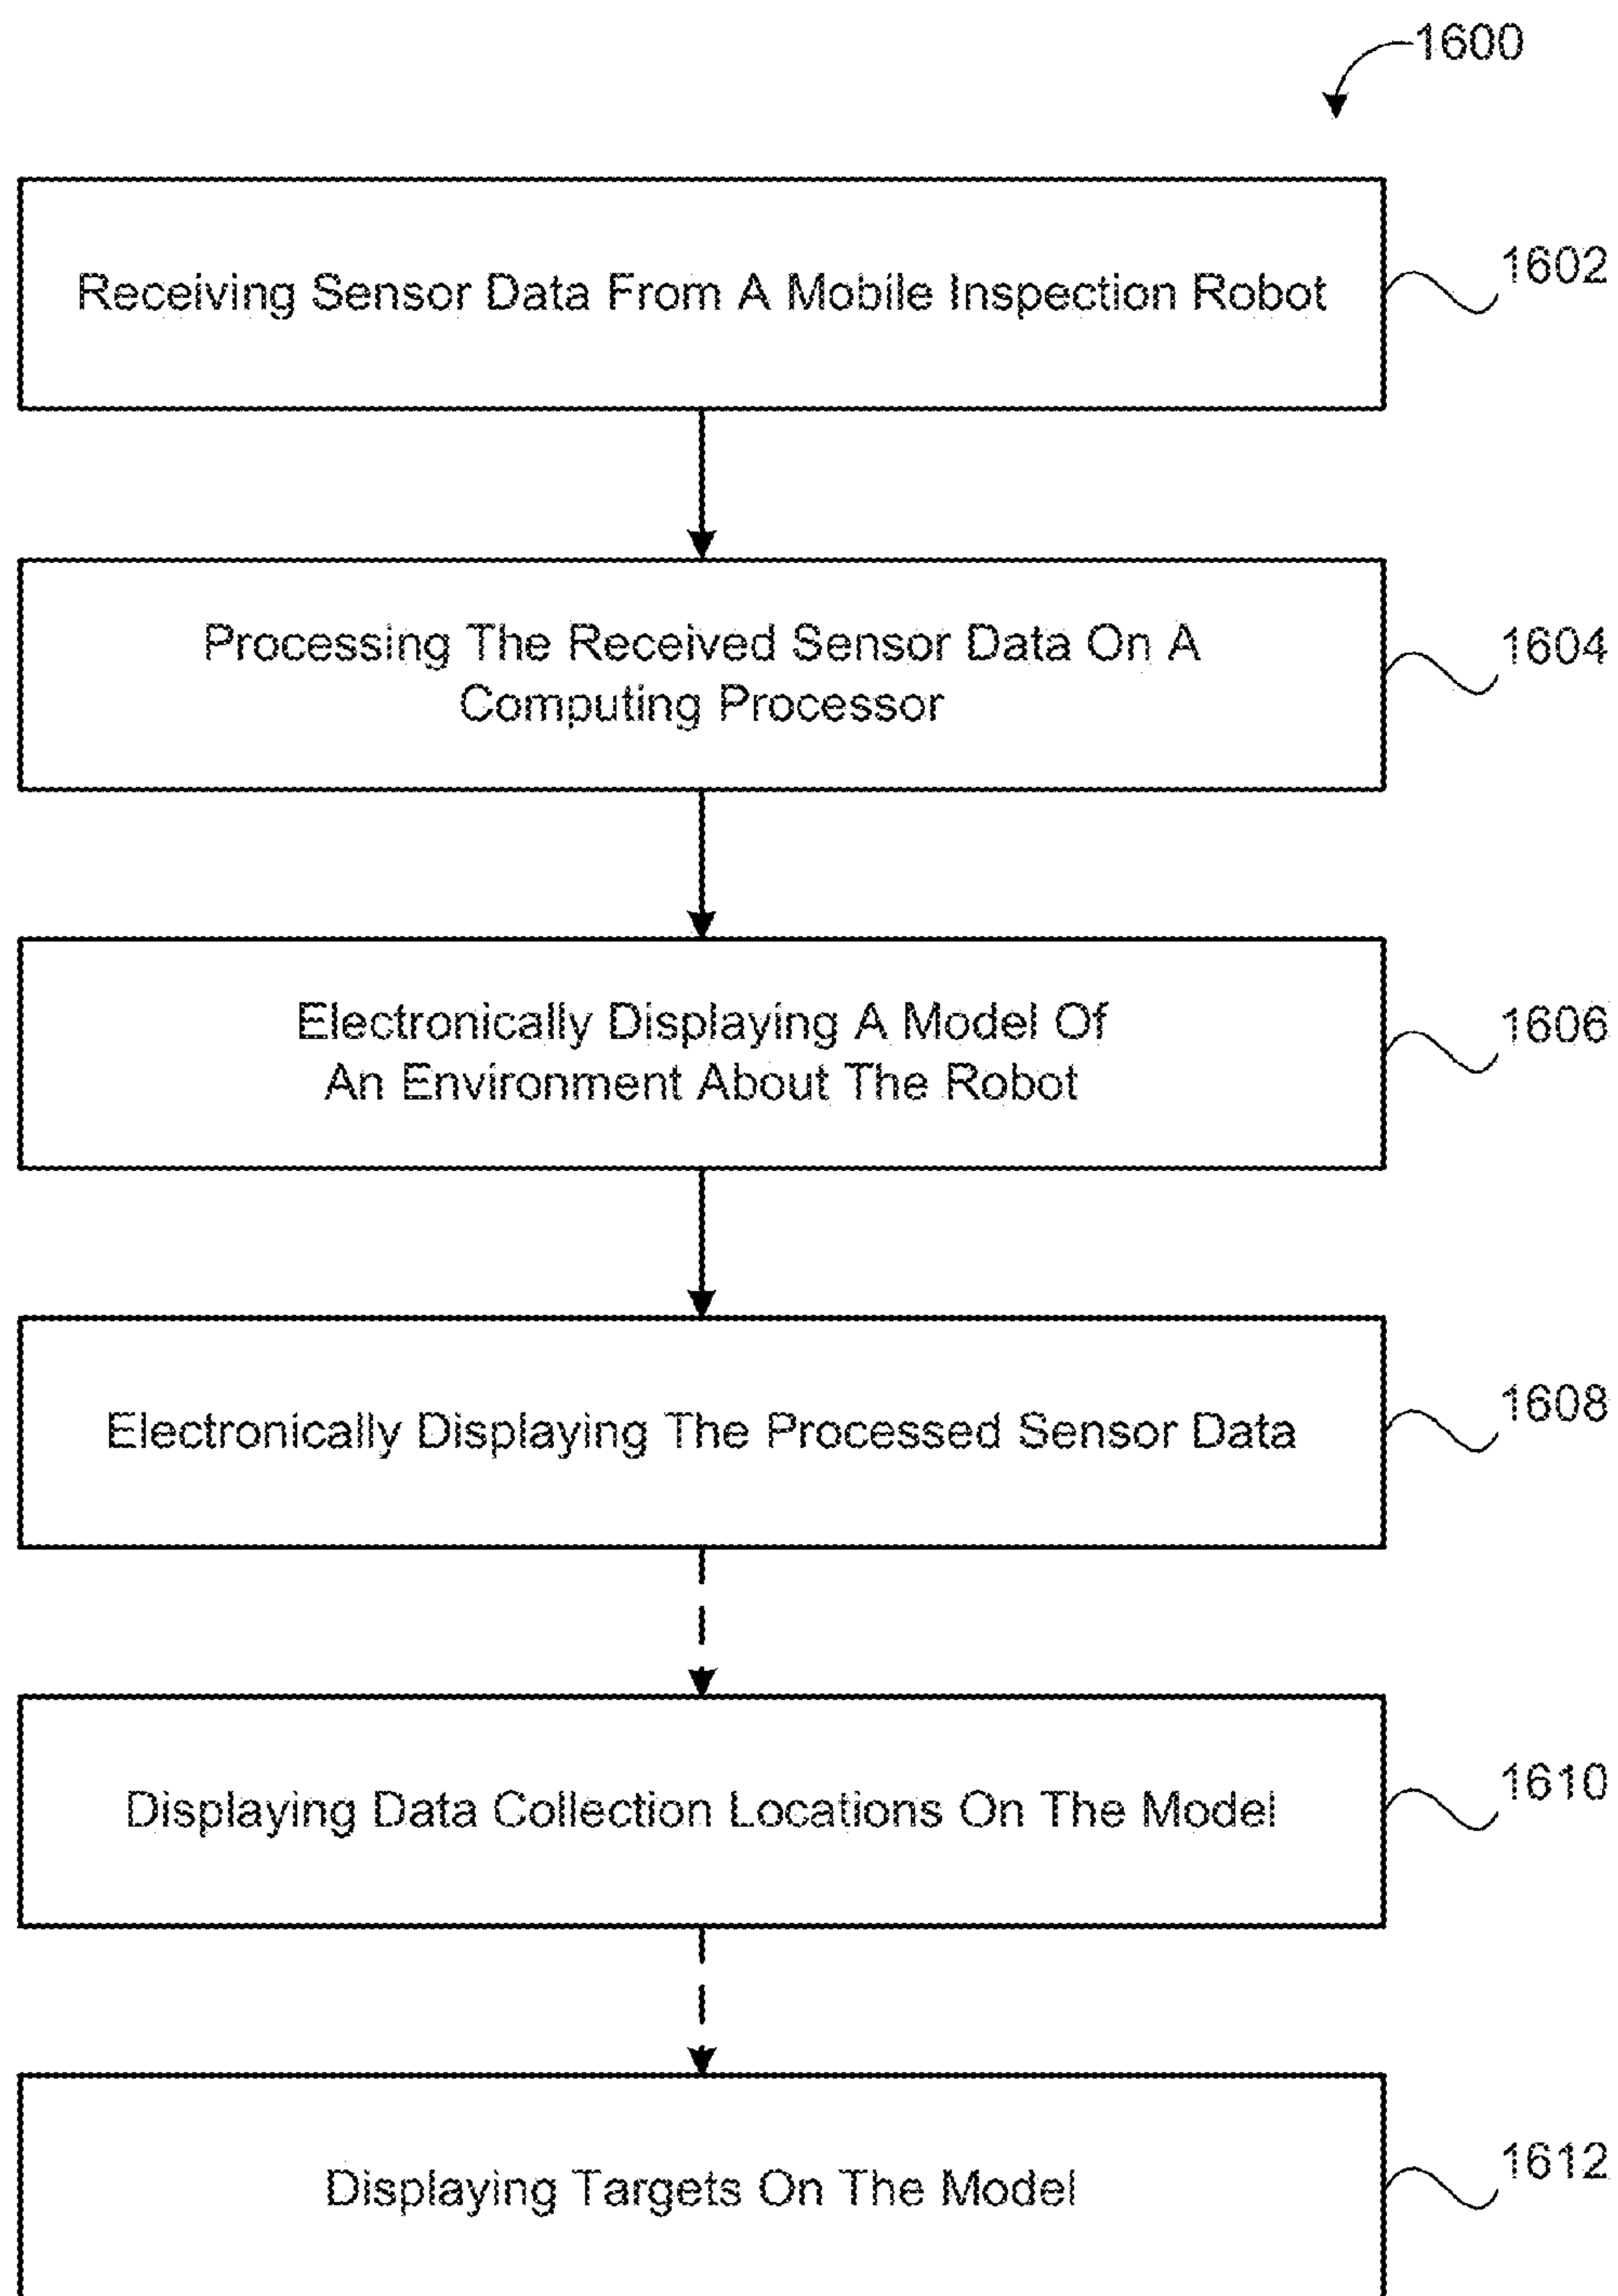 1600
Receiving Sensor Data From A Mobile Inspection Robot
1602
Processing The Received Sensor Data On A
Computing Processor
1604
Electronically Displaying A Model Of
An Environment About The Robot
1606
Electronically Displaying The Processed Sensor Data
1608
Displaying Data Collection Locations On The Model
1610
Displaying Targets On The Model
1612